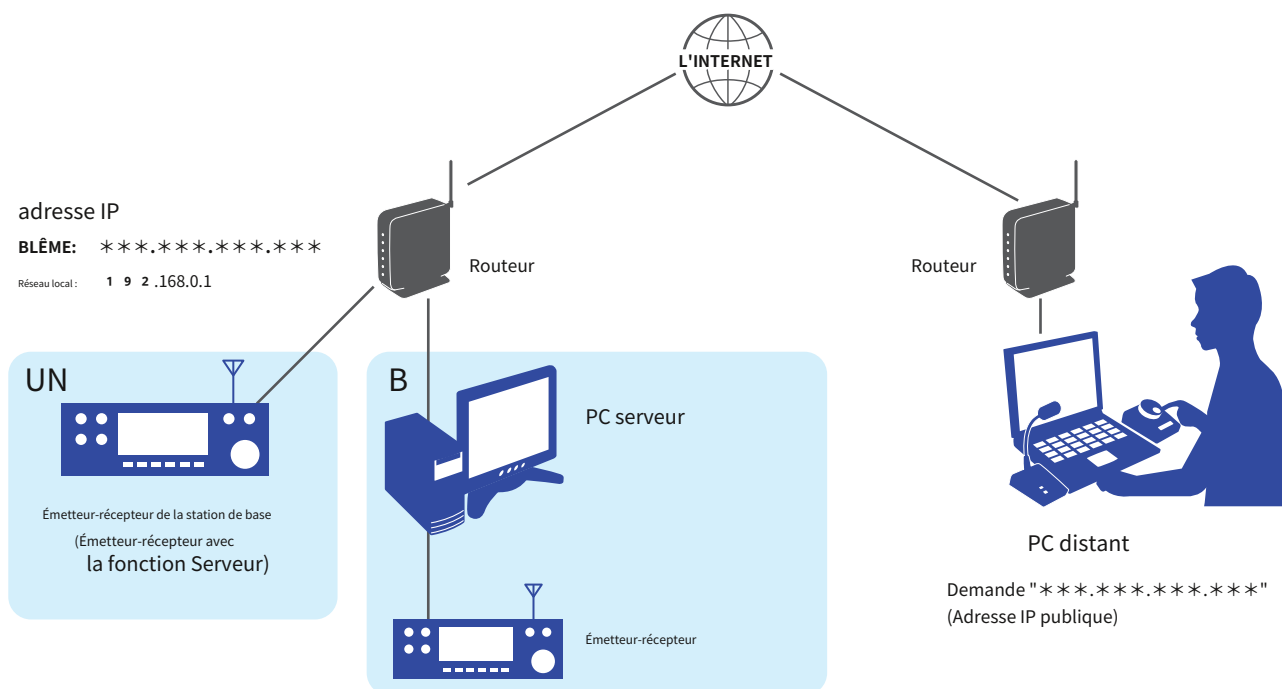 L'INTERNET
adresse IP
BLÊME: ***.***.***.***
Réseau local : 1 9 2 .168.0.1
Routeur
Routeur
UN
Émetteur-récepteur de la station de base
(Émetteur-récepteur avec
la fonction Serveur)
B
PC serveur
Émetteur-récepteur
PC distant
Demande "***.***.***.***"
(Adresse IP publique)